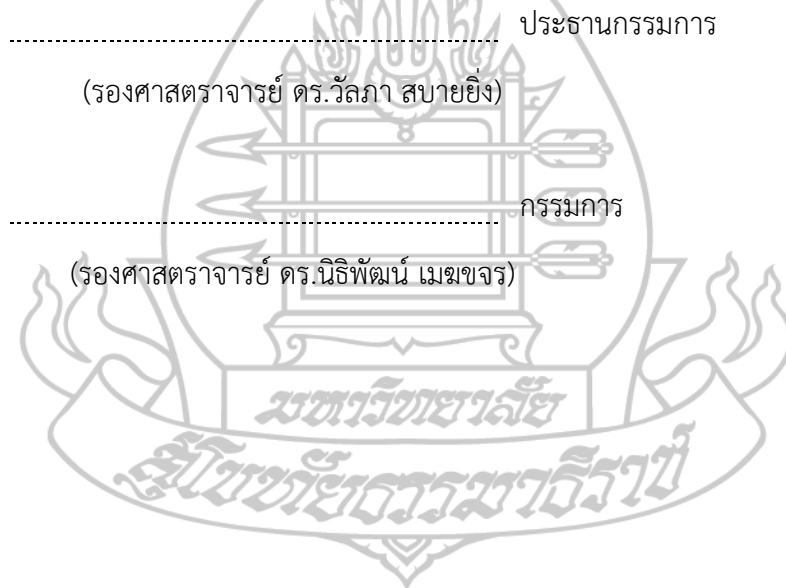 ประธานกรรมการ
(รองศาสตราจารย์ ดร.วัลภา สบายยิ่ง)
กรรมการ
(รองศาสตราจารย์ ดร.นิธิพัฒน์ เมฆขจร)
มหาวิทยาลัย
สุโขทัยธรรมาธิราช